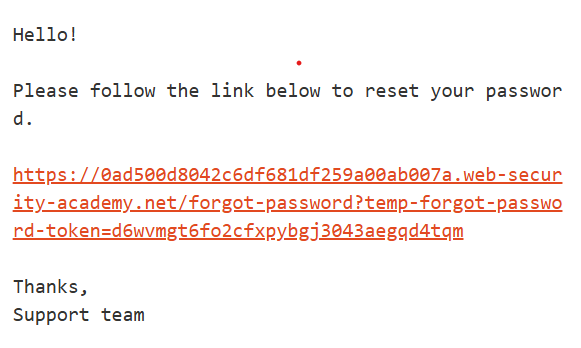 Hello!
Please follow the link below to reset your passwor
d.
https://0ad500d8042c6df681df259a00ab007a.web-secur
ity-academy.net/forgot-password?temp-forgot-passwo
rd-token=d6wvmgt6fo2cfxpybgj3043aegqd4tqm
Thanks,
Support team